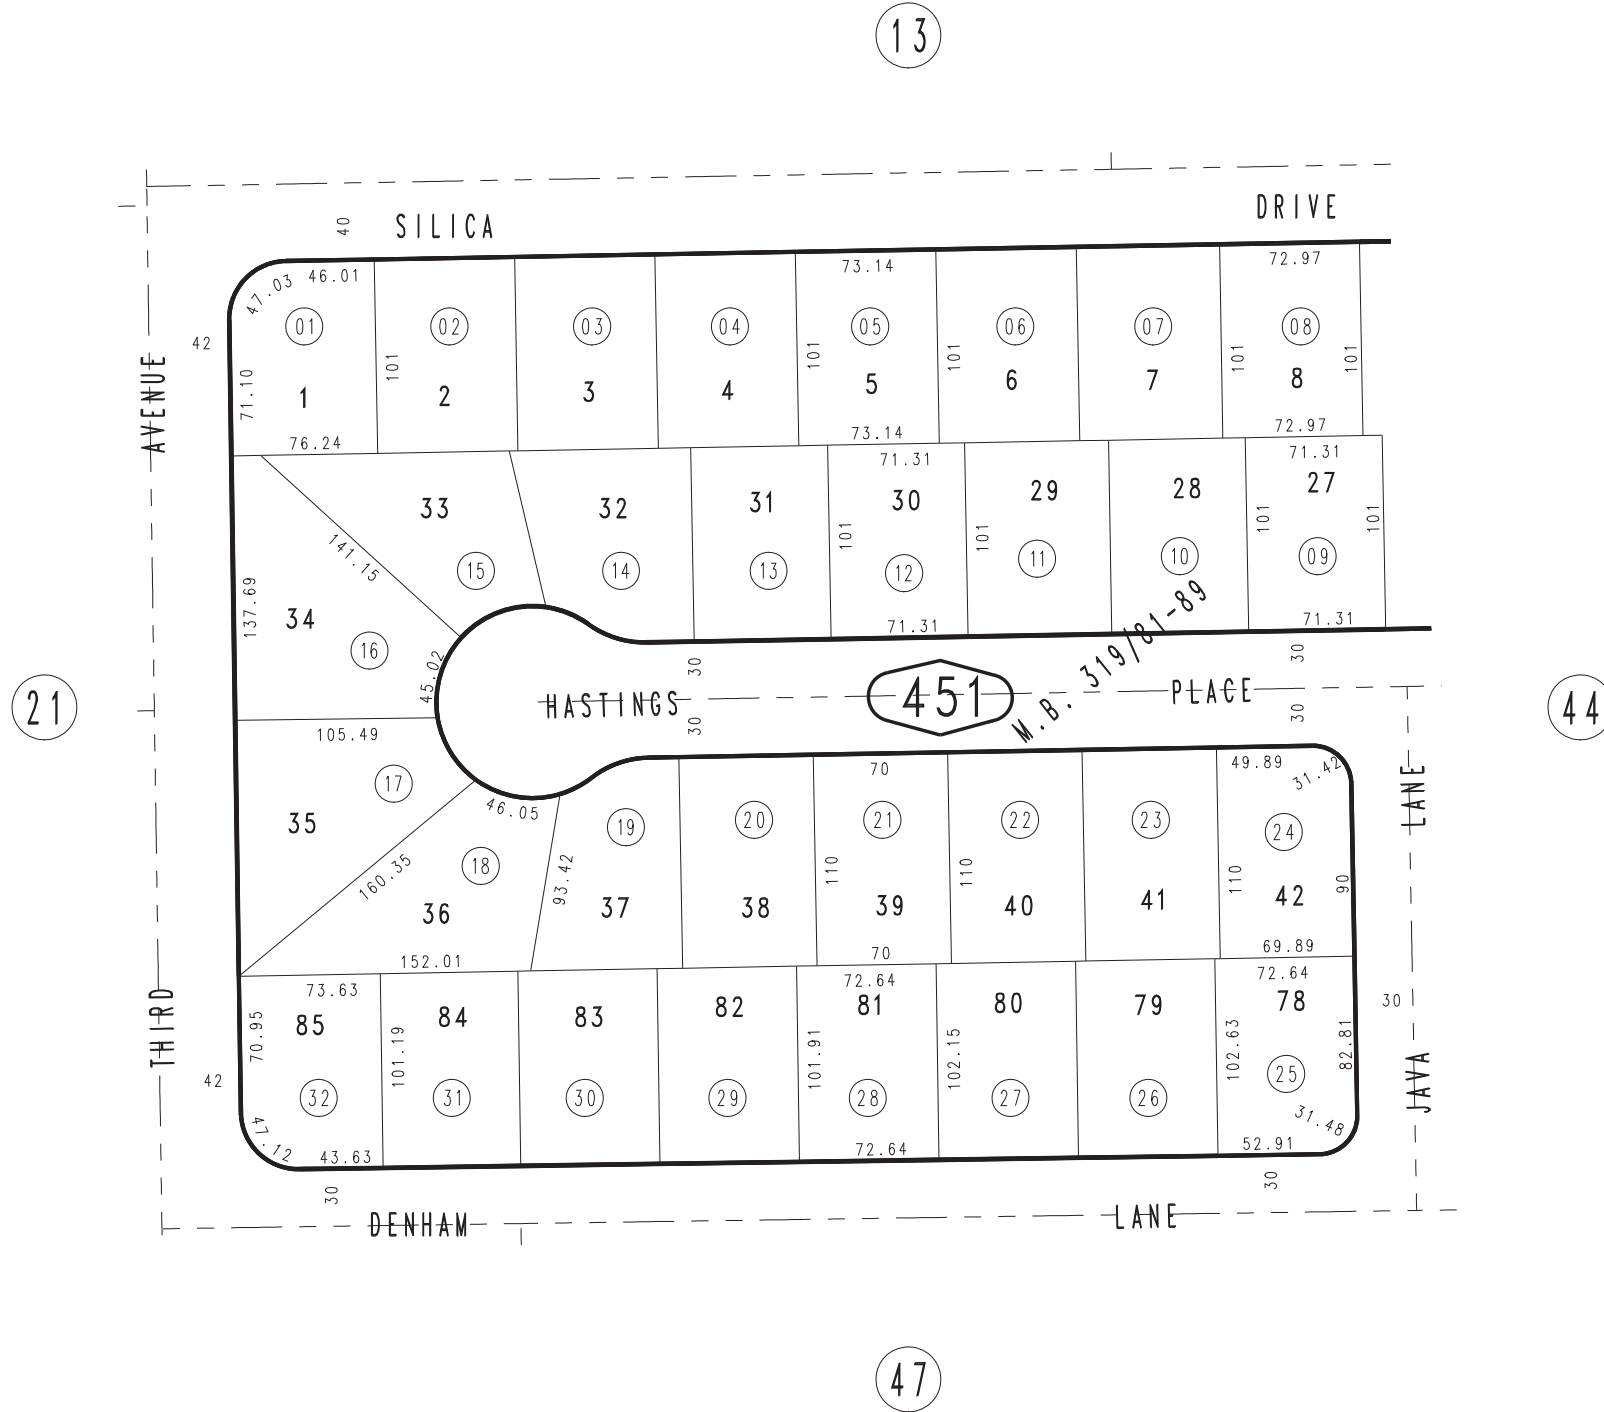 13
SILICA DRIVE
40
46.01 73.14 72.97
47.03
01 02 03 04 05 06 07 08
42
101 101 101 101 101
71.10
1 2 3 4 5 6 7 8
AVENUE
76.24 73.14 72.97
71.31 71.31
33 32 31 30 29 28 27
101 101 101 101
141.15
15 14 13 12 11 10 09
137.69
34
16
71.31 71.31
M.B. 319/81-89
45.02
30 30
21
HASTINGS 451 PLACE
44
30 30
105.49
70 49.89 31.42
17
46.05
LANE
35
19 20 21 22 23 24
18
160.35
93.42
110 110 110
90
36 37 38 39 40 41 42
152.01 70 69.89
73.63 72.64 72.64
THIRD
85 84 83 82 81 80 79 78
30
70.95 101.19 101.91 102.15 102.63 82.81
42
32 31 30 29 28 27 26 25
JAVA
47.12
31.48
43.63 72.64 52.91
30 30
DENHAM LANE
47